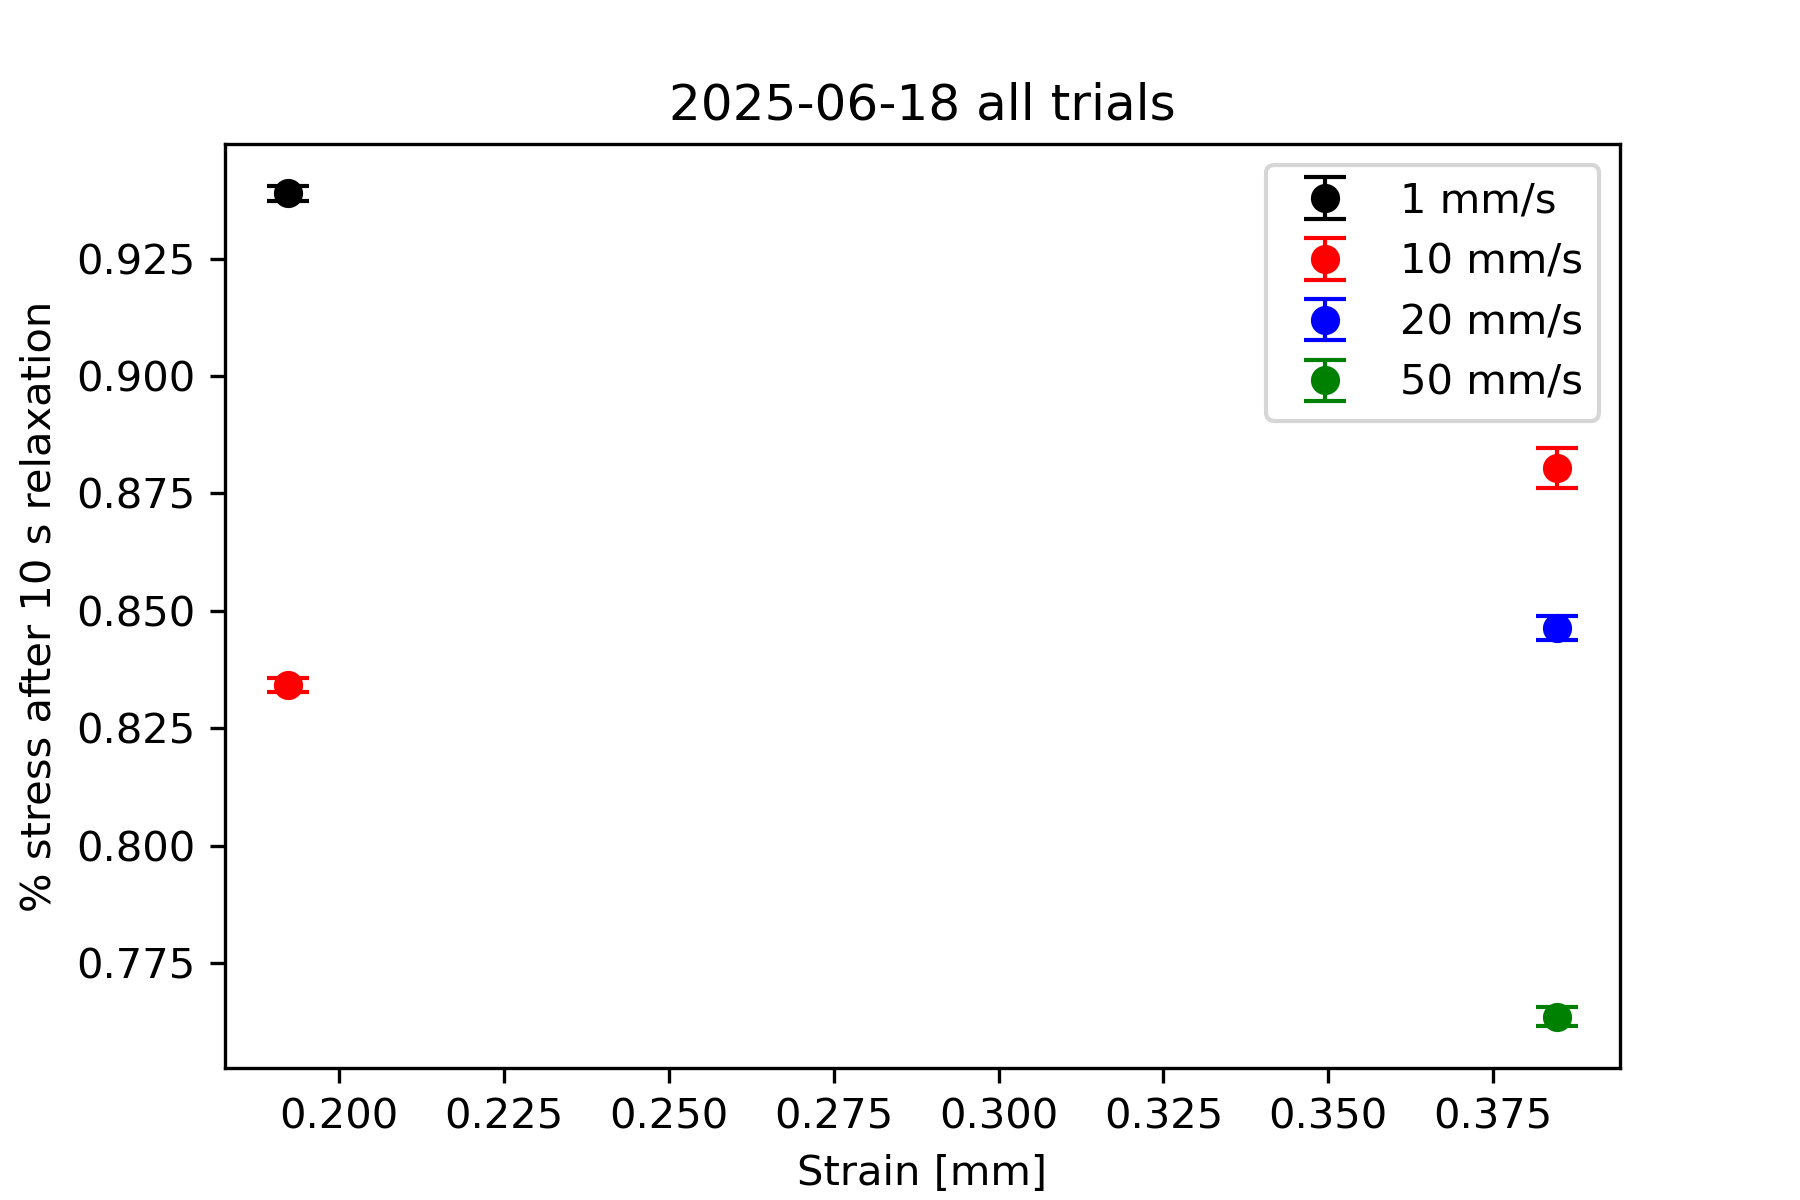 2025-06-18 all trials
1 mm/s
10 mm/s
20 mm/s
50 mm/s
% stress after 10 s relaxation
0.925
0.900
0.875
0.850
0.825
0.800
0.775
0.200 0.225 0.250 0.275 0.300 0.325 0.350 0.375
Strain [mm]